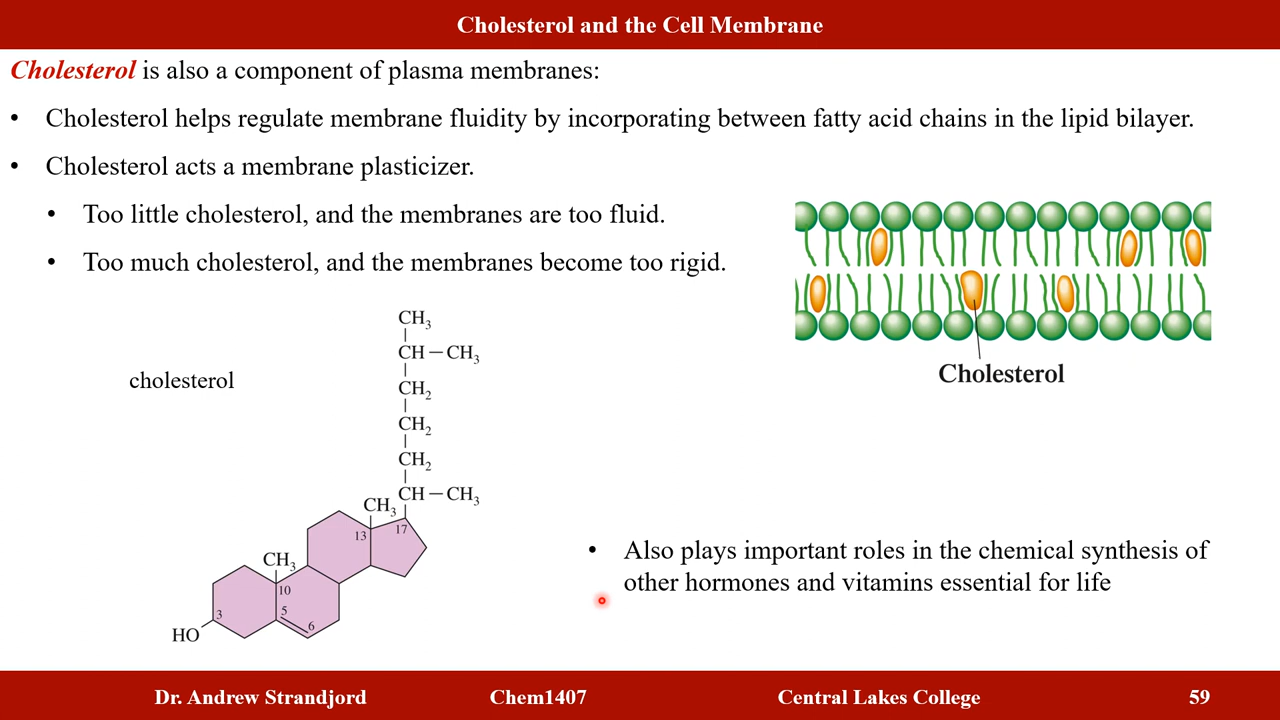 Cholesterol and the Cell Membrane
Cholesterol is also a component of plasma membranes:
• Cholesterol helps regulate membrane fluidity by incorporating between fatty acid chains in the lipid bilayer.
• Cholesterol acts a membrane plasticizer.
• Too little cholesterol, and the membranes are too fluid.
• Too much cholesterol, and the membranes become too rigid.
Cholesterol
cholesterol
CH₃
CH—CH₃
CH₂
CH₂
CH₂
CH—CH₃
CH₃
17
13
CH₃
10
5
3
6
HO
• Also plays important roles in the chemical synthesis of
other hormones and vitamins essential for life
Dr. Andrew Strandjord Chem1407 Central Lakes College 59